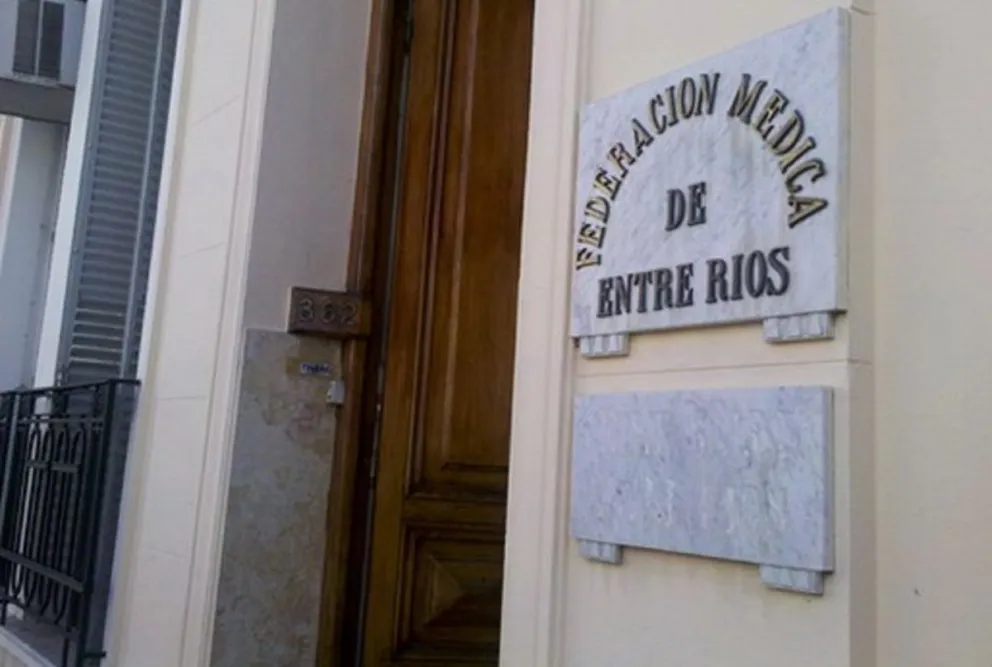 FEDERACION MEDICA
DE
ENTRE RIOS
362